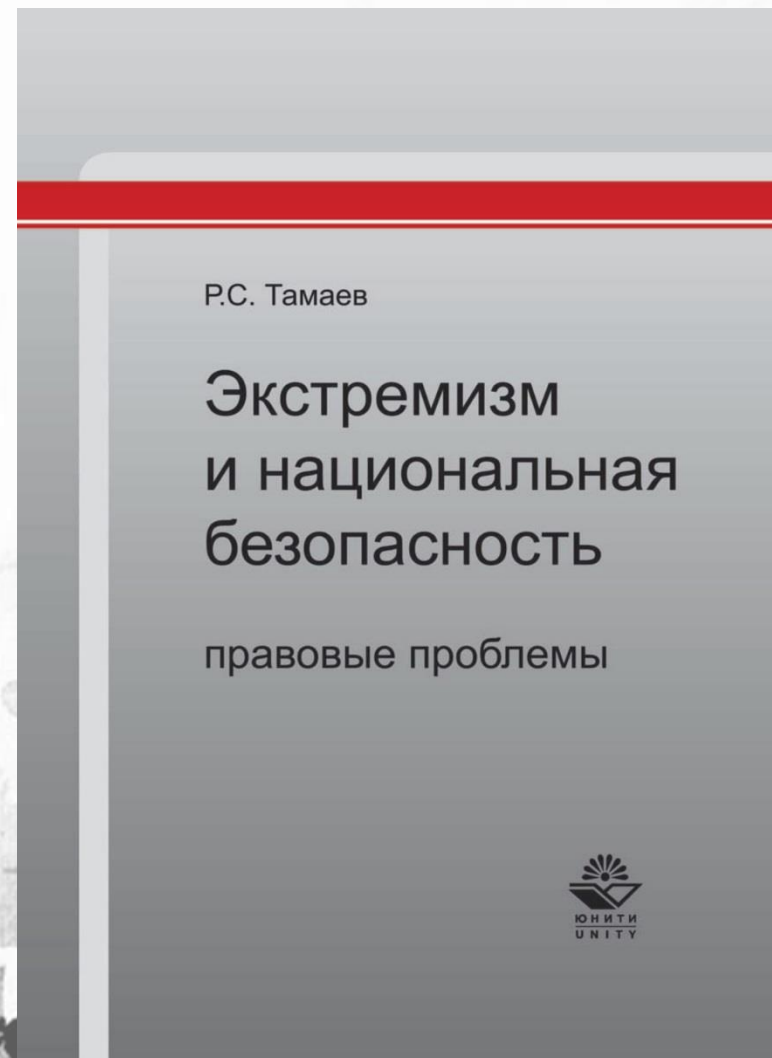 Р.С. Тамаев
Экстремизм
и национальная
безопасность
правовые проблемы
ЮНИТИ
UNITY